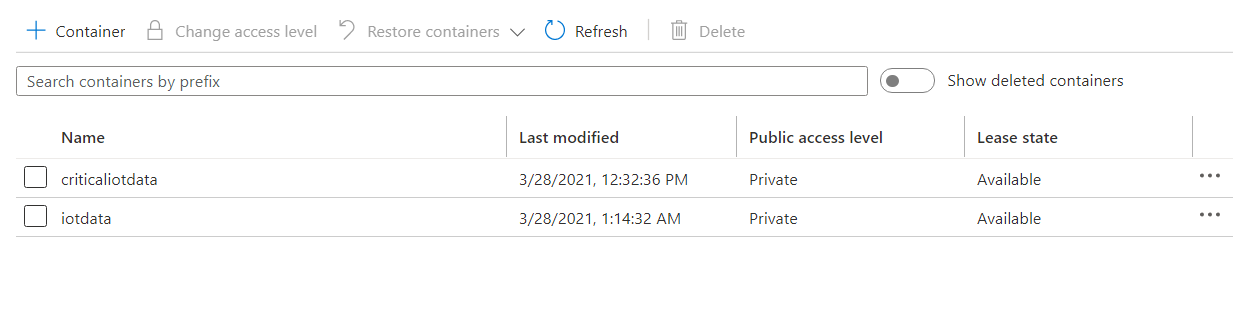 Container Change access level Restore containers Refresh Delete
Search containers by prefix Show deleted containers
Name Last modified Public access level Lease state
criticaliotdata 3/28/2021, 12:32:36 PM Private Available
iotdata 3/28/2021, 1:14:32 AM Private Available